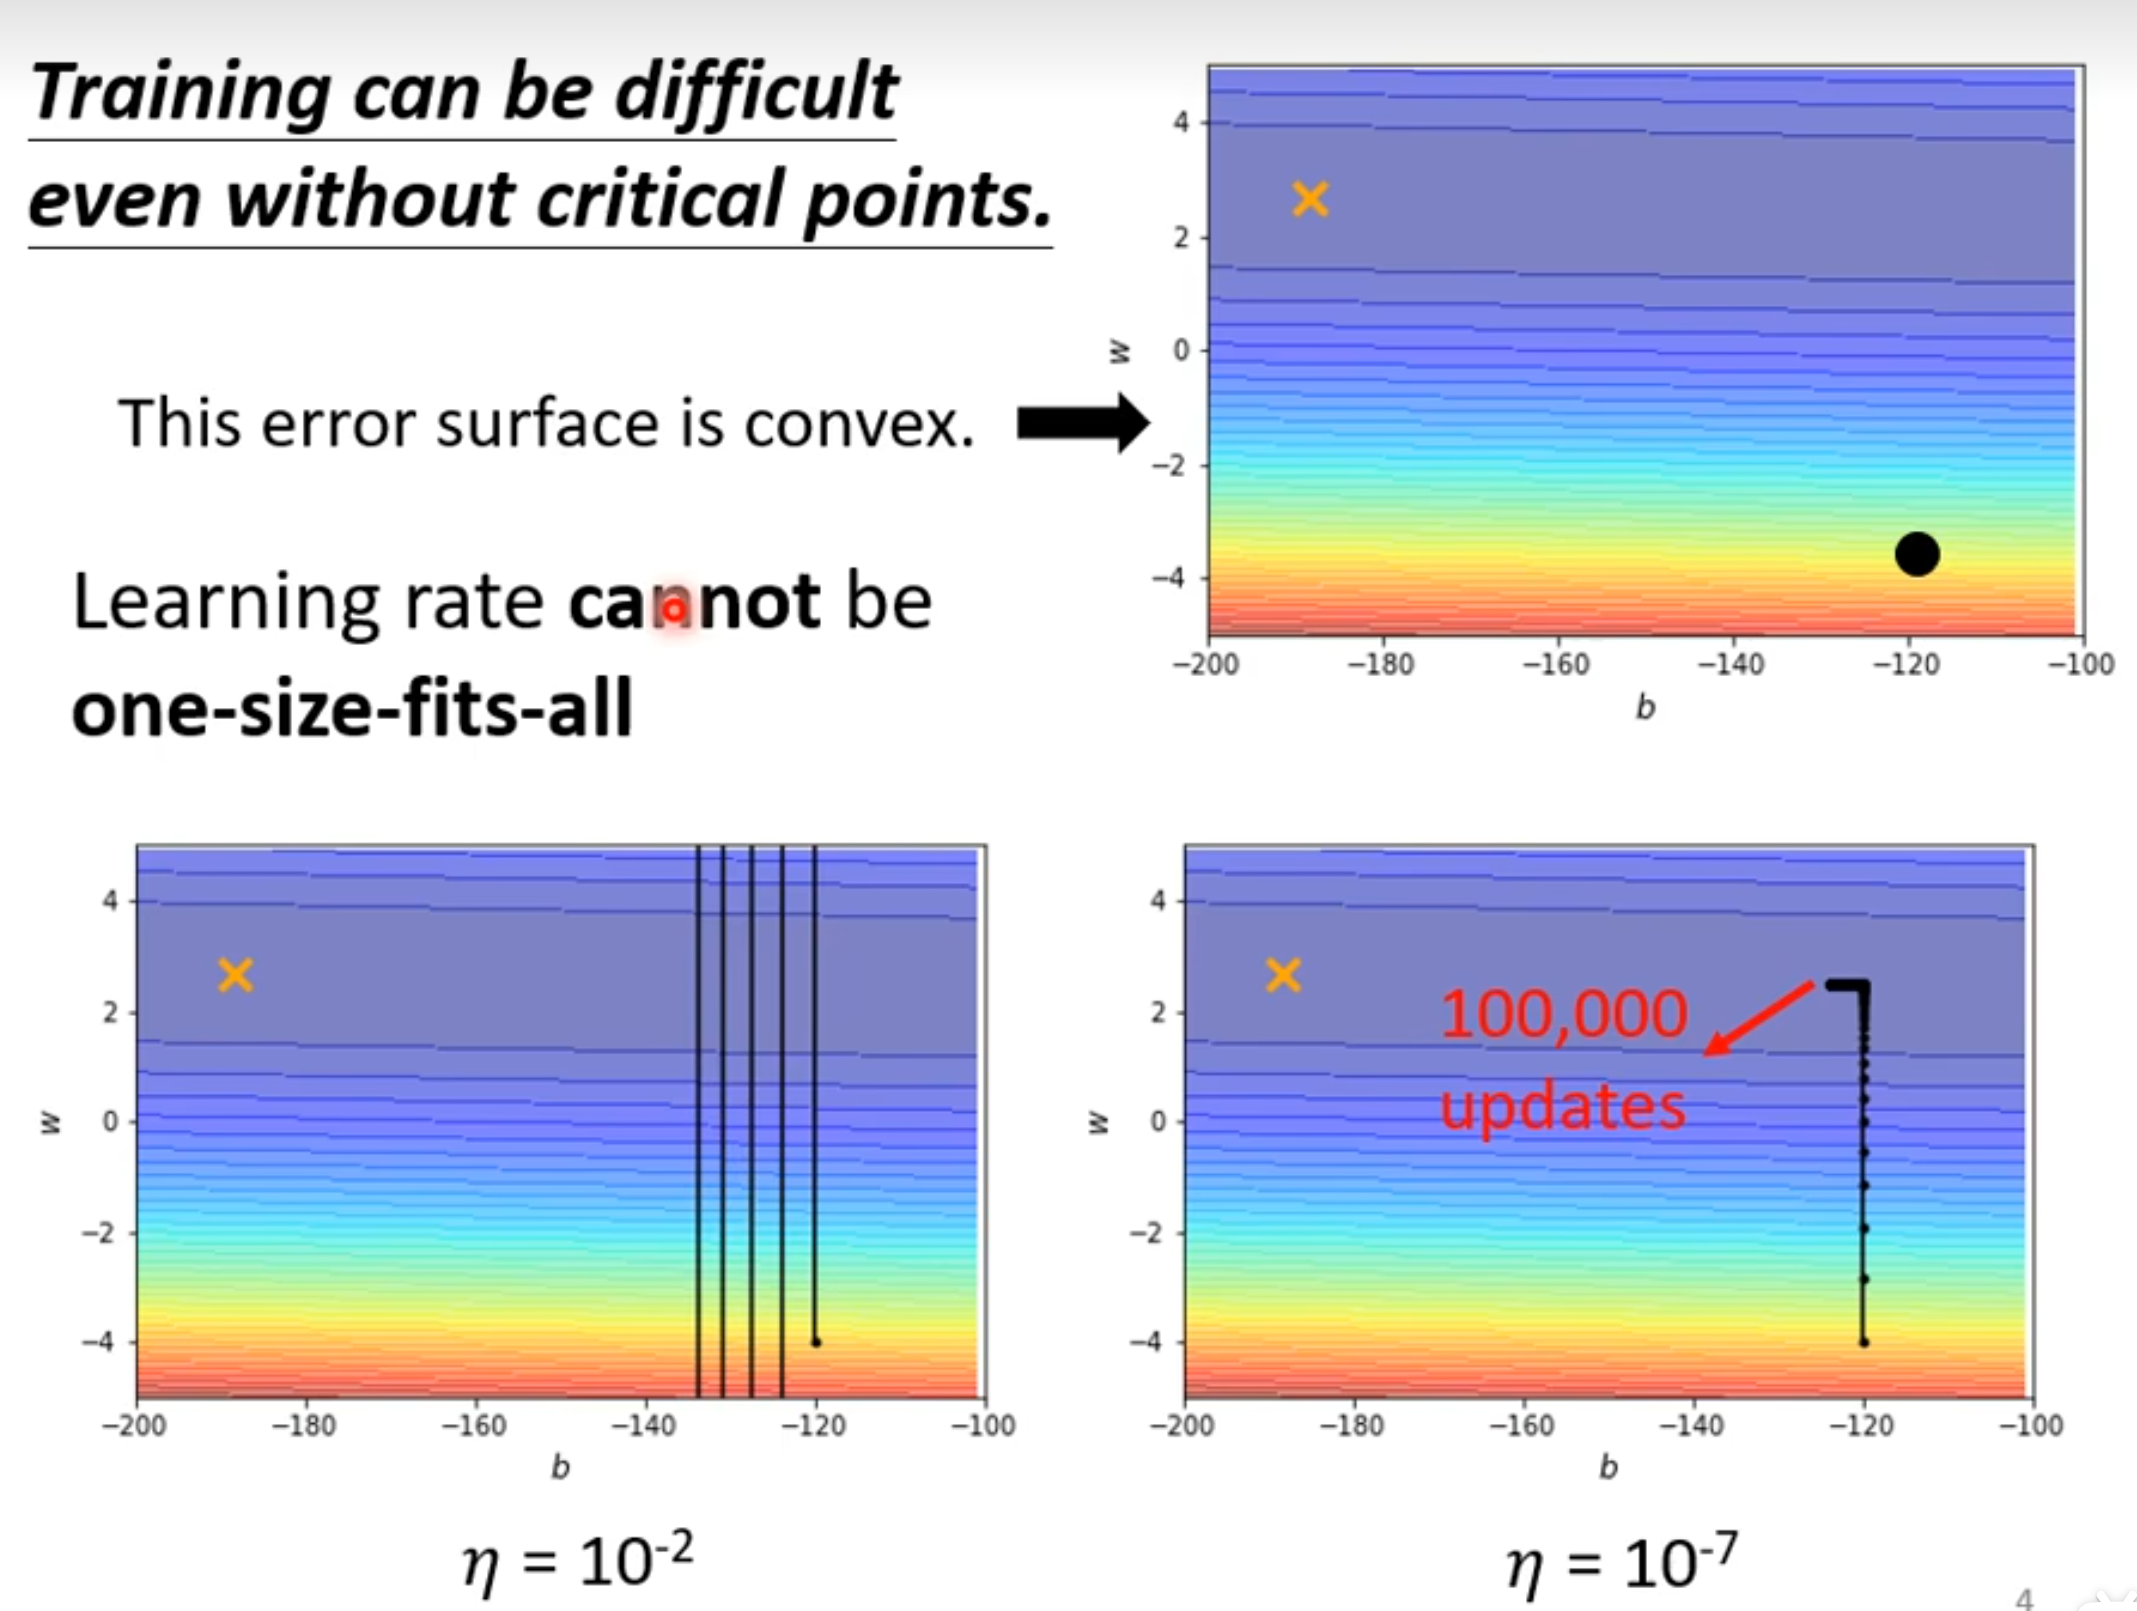 Training can be difficult
even without critical points.
This error surface is convex.
Learning rate cannot be
one-size-fits-all
4
2
0
−2
−4
w
−200 −180 −160 −140 −120 −100
b
4
2
0
−2
−4
w
−200 −180 −160 −140 −120 −100
b
η = 10-2
4
2
0
−2
−4
w
100,000
updates
−200 −180 −160 −140 −120 −100
b
η = 10-7
4